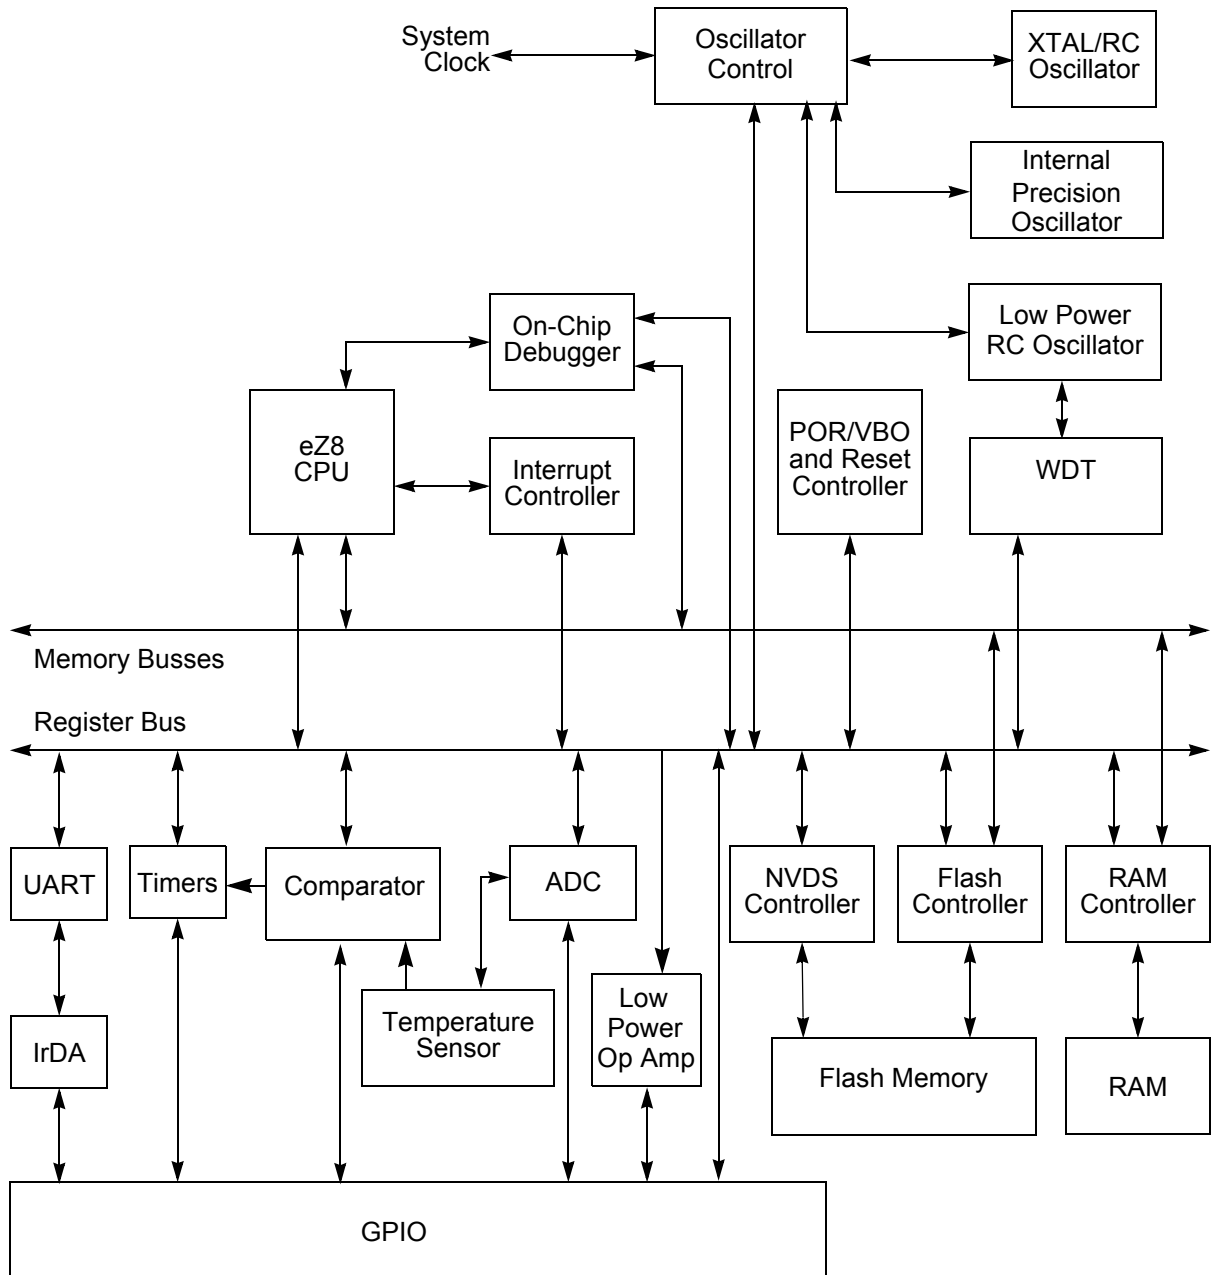 System
Clock
Oscillator
Control
XTAL/RC
Oscillator
Internal
Precision
Oscillator
On-Chip
Debugger
Low Power
RC Oscillator
eZ8
CPU
Interrupt
Controller
POR/VBO
and Reset
Controller
WDT
Memory Busses
Register Bus
UART
Timers
Comparator
ADC
NVDS
Controller
Flash
Controller
RAM
Controller
IrDA
Temperature
Sensor
Low
Power
Op Amp
Flash Memory
RAM
GPIO